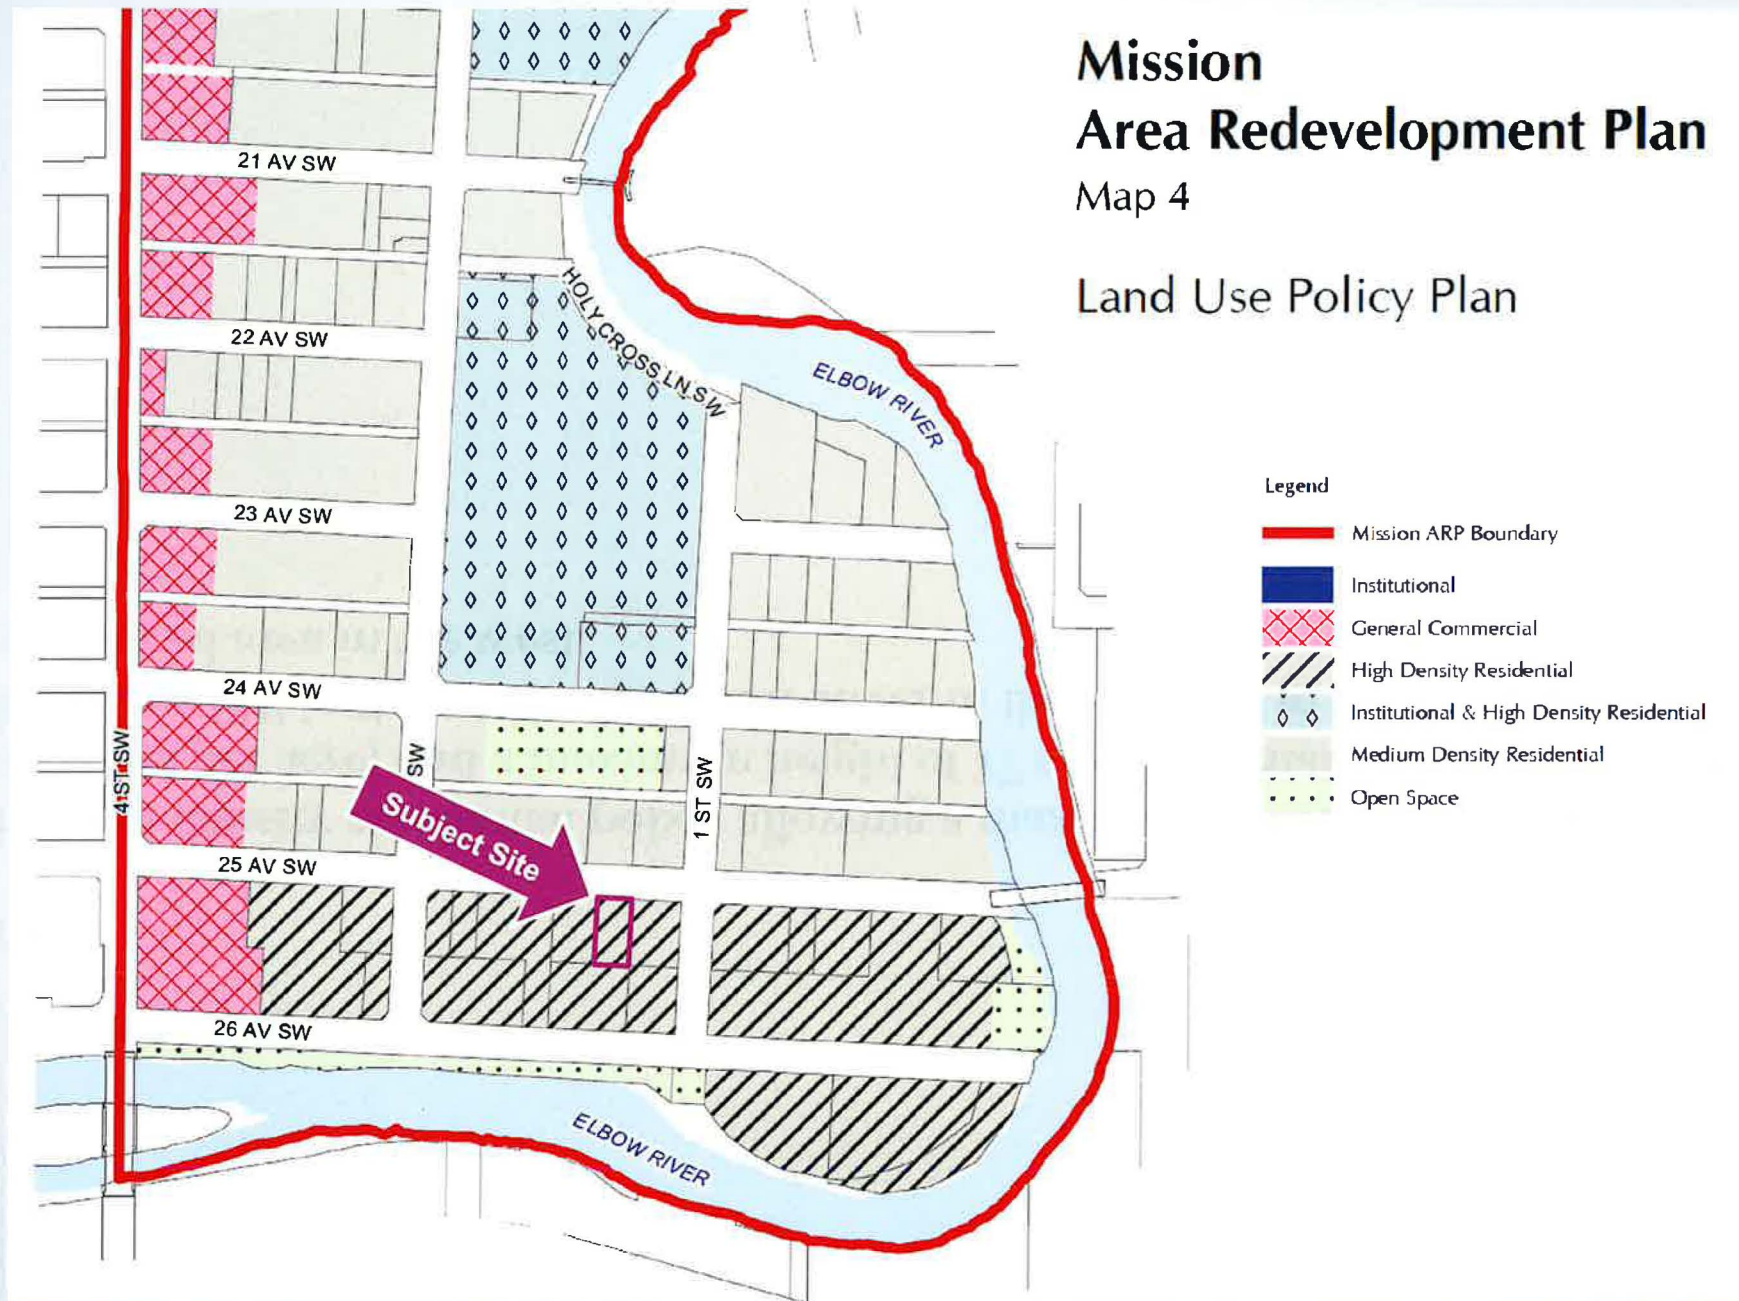 Mission
Area Redevelopment Plan
Map 4
Land Use Policy Plan
21 AV SW
HOLY CROSS LN SW
22 AV SW
ELBOW RIVER
23 AV SW
24 AV SW
4 ST SW
SW
1 ST SW
Subject Site
25 AV SW
26 AV SW
ELBOW RIVER
Legend
Mission ARP Boundary
Institutional
General Commercial
High Density Residential
Institutional & High Density Residential
Medium Density Residential
Open Space